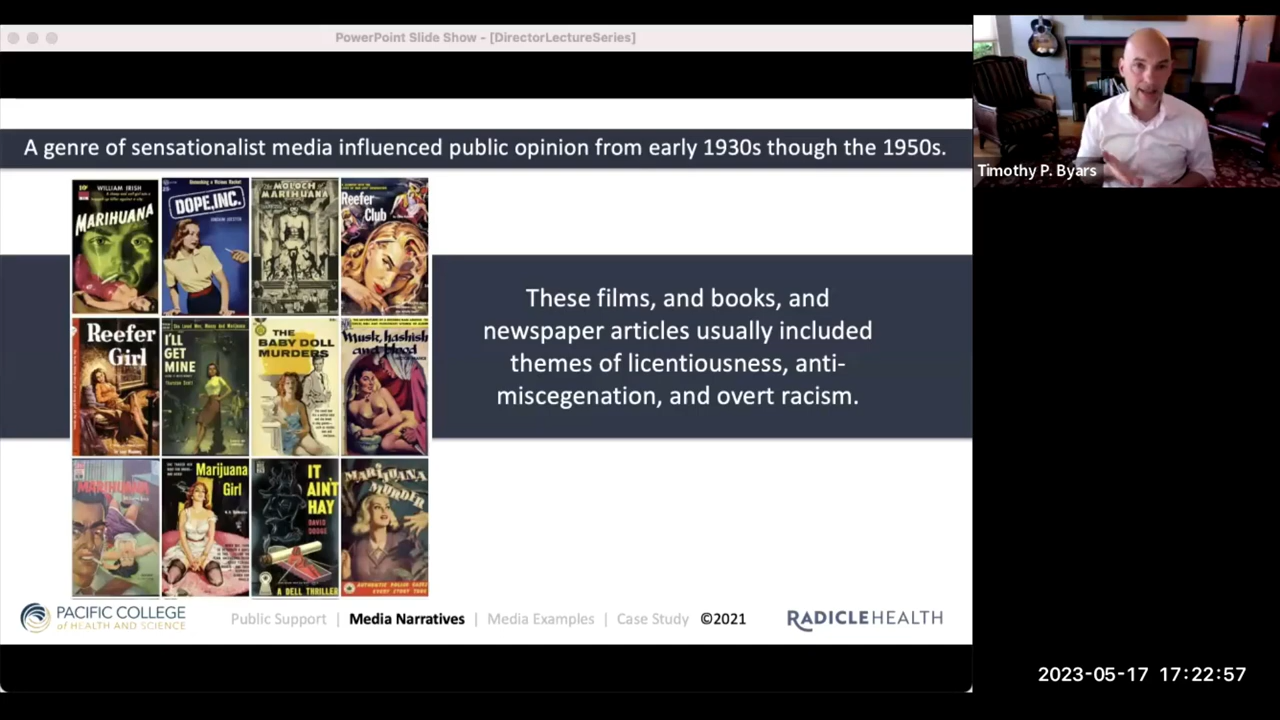 PowerPoint Slide Show - [DirectorLectureSeries]
A genre of sensationalist media influenced public opinion from early 1930s though the 1950s.
WILLIAM IRISH
MARIHUANA
DOPE, INC.
MOLOCH
MARIHUANA
Reefer
Club
Reefer
Girl
I'LL
GET
MINE
THE
BABY DOLL
MURDERS
Musk, hashish
and blood
MARIHUANA
Marijuana
Girl
IT
AIN'T
HAY
DAVID
DODGE
A DELL THRILLER
MARIJUANA
MURDER
These films, and books, and
newspaper articles usually included
themes of licentiousness, anti-
miscegenation, and overt racism.
PACIFIC COLLEGE
of HEALTH AND SCIENCE
Public Support | Media Narratives | Media Examples | Case Study ©2021
RADICLEHEALTH
Timothy P. Byars
2023-05-17 17:22:57